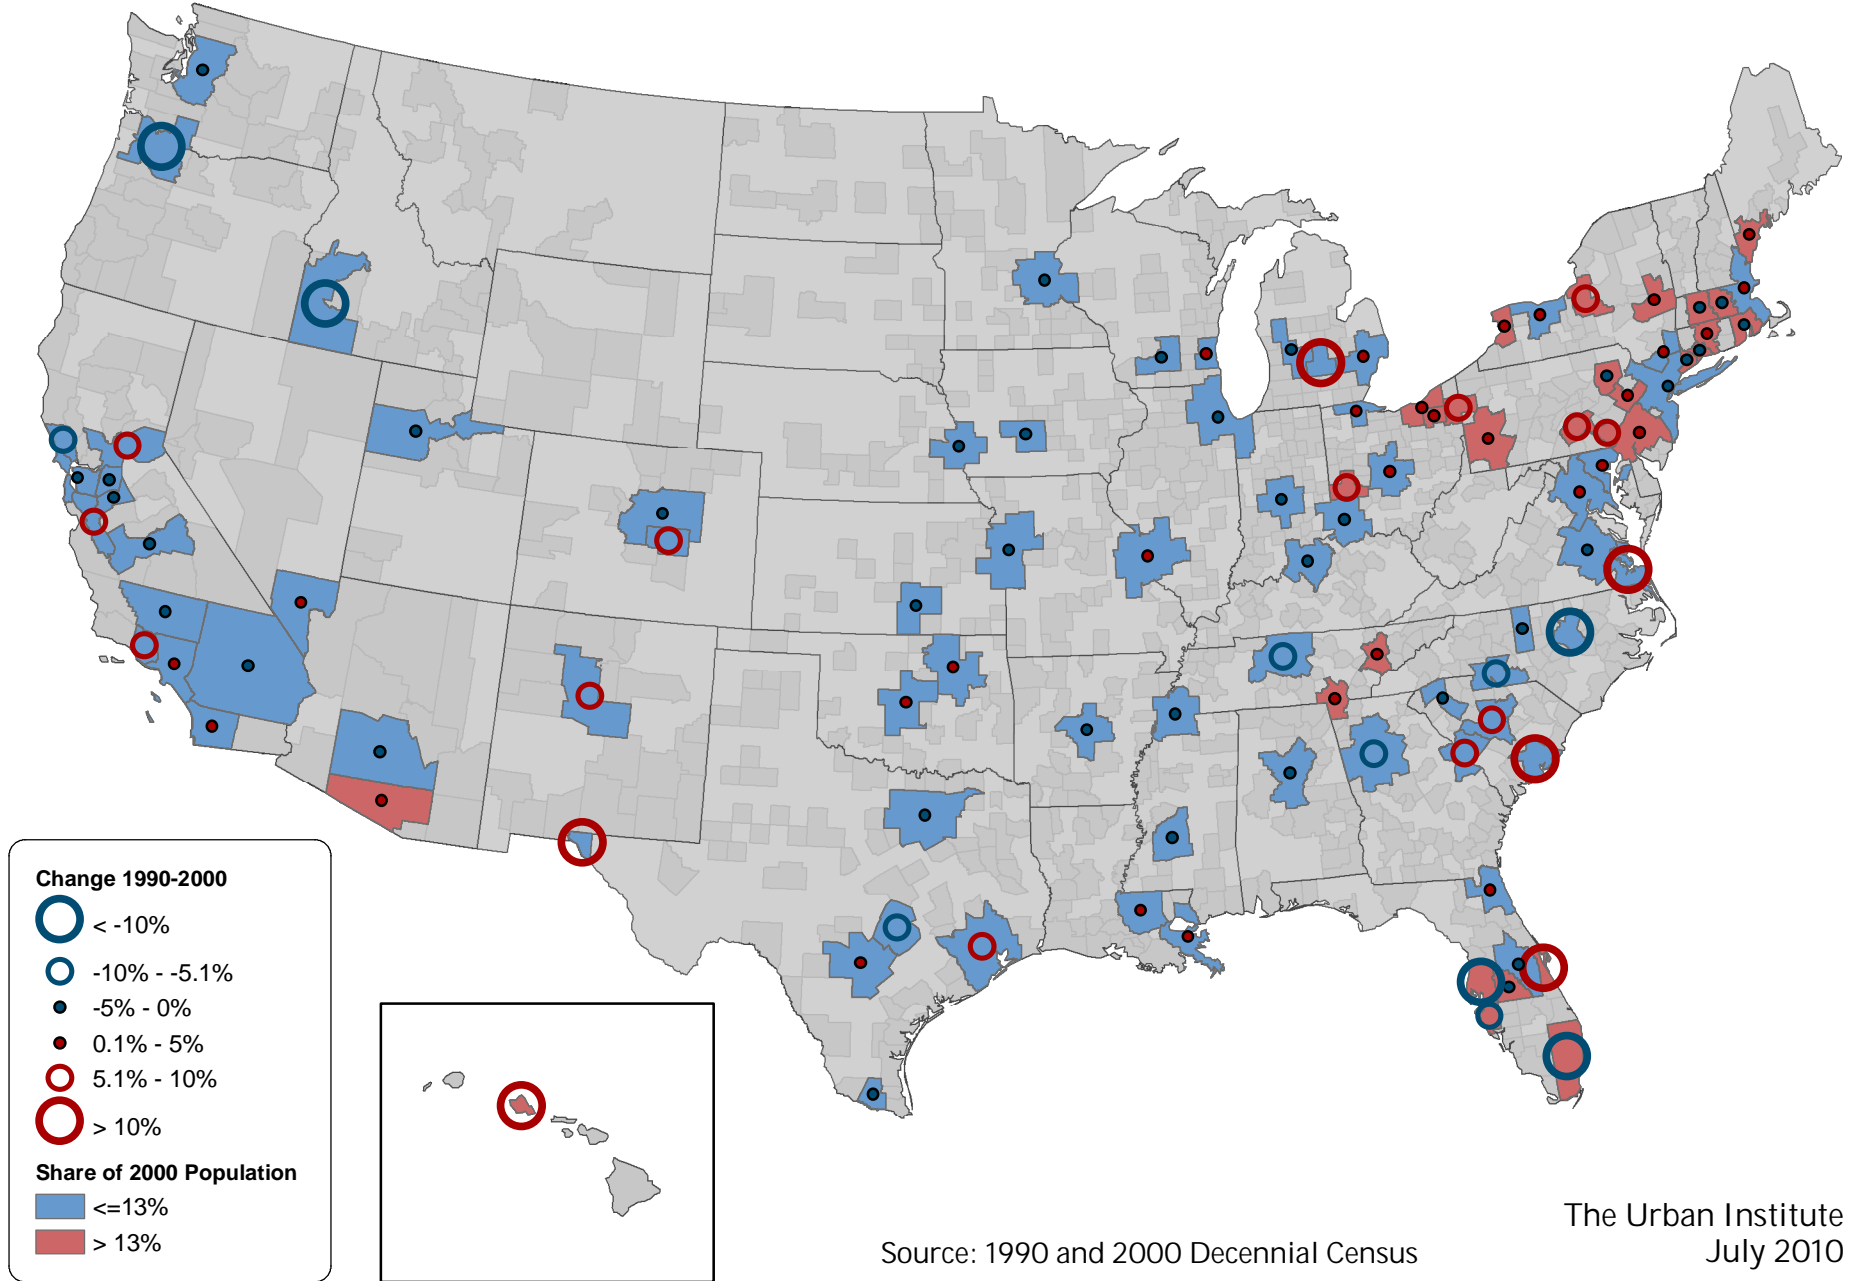 Change 1990-2000
< -10%
-10% - -5.1%
-5% - 0%
0.1% - 5%
5.1% - 10%
> 10%
Share of 2000 Population
<=13%
> 13%
Source: 1990 and 2000 Decennial Census
The Urban Institute
July 2010